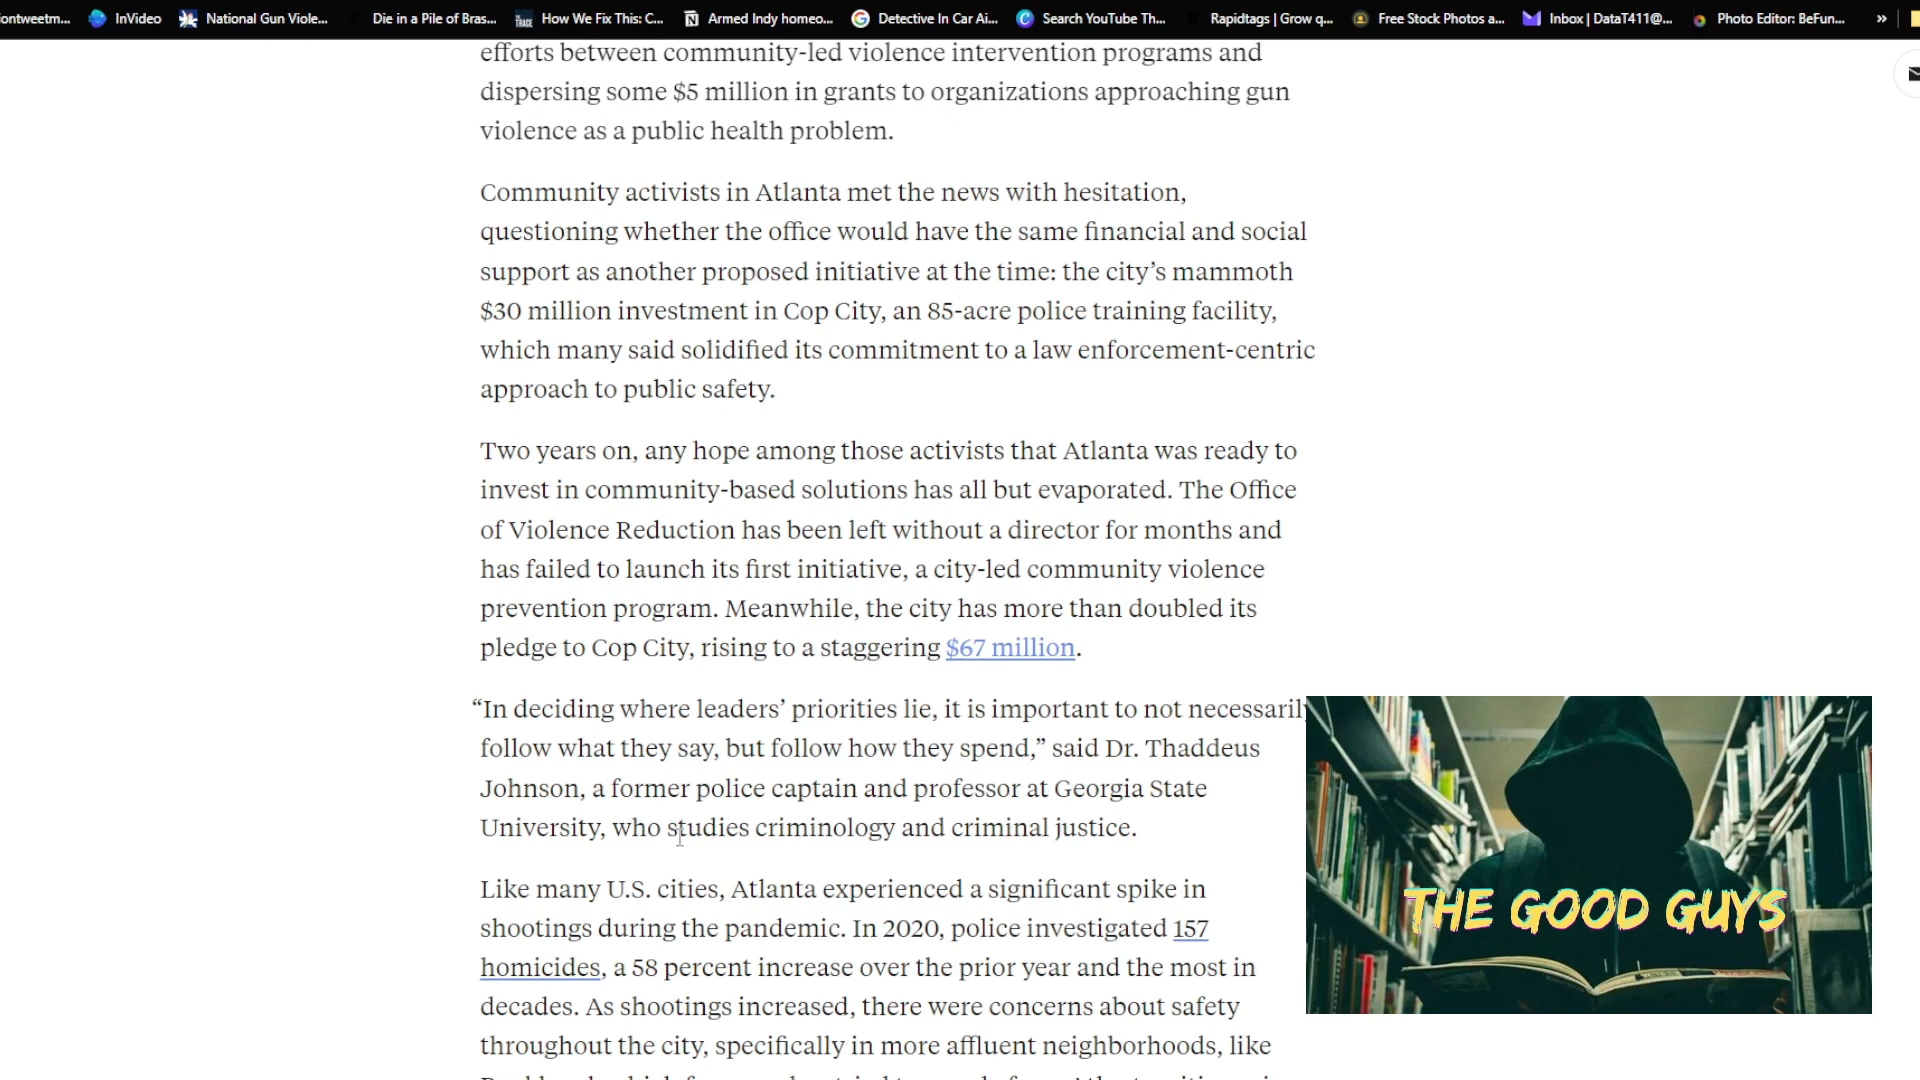 iontweetm...
InVideo
National Gun Viole...
Die in a Pile of Bras...
How We Fix This: C...
Armed Indy homeo...
Detective In Car Ai...
Search YouTube Th...
Rapidtags | Grow q...
Free Stock Photos a...
Inbox | DataT411@...
Photo Editor: BeFun...
»
efforts between community-led violence intervention programs and
dispersing some $5 million in grants to organizations approaching gun
violence as a public health problem.
Community activists in Atlanta met the news with hesitation,
questioning whether the office would have the same financial and social
support as another proposed initiative at the time: the city’s mammoth
$30 million investment in Cop City, an 85-acre police training facility,
which many said solidified its commitment to a law enforcement-centric
approach to public safety.
Two years on, any hope among those activists that Atlanta was ready to
invest in community-based solutions has all but evaporated. The Office
of Violence Reduction has been left without a director for months and
has failed to launch its first initiative, a city-led community violence
prevention program. Meanwhile, the city has more than doubled its
pledge to Cop City, rising to a staggering $67 million.
“In deciding where leaders’ priorities lie, it is important to not necessarily
follow what they say, but follow how they spend,” said Dr. Thaddeus
Johnson, a former police captain and professor at Georgia State
University, who studies criminology and criminal justice.
Like many U.S. cities, Atlanta experienced a significant spike in
shootings during the pandemic. In 2020, police investigated 157
homicides, a 58 percent increase over the prior year and the most in
decades. As shootings increased, there were concerns about safety
throughout the city, specifically in more affluent neighborhoods, like
THE GOOD GUYS